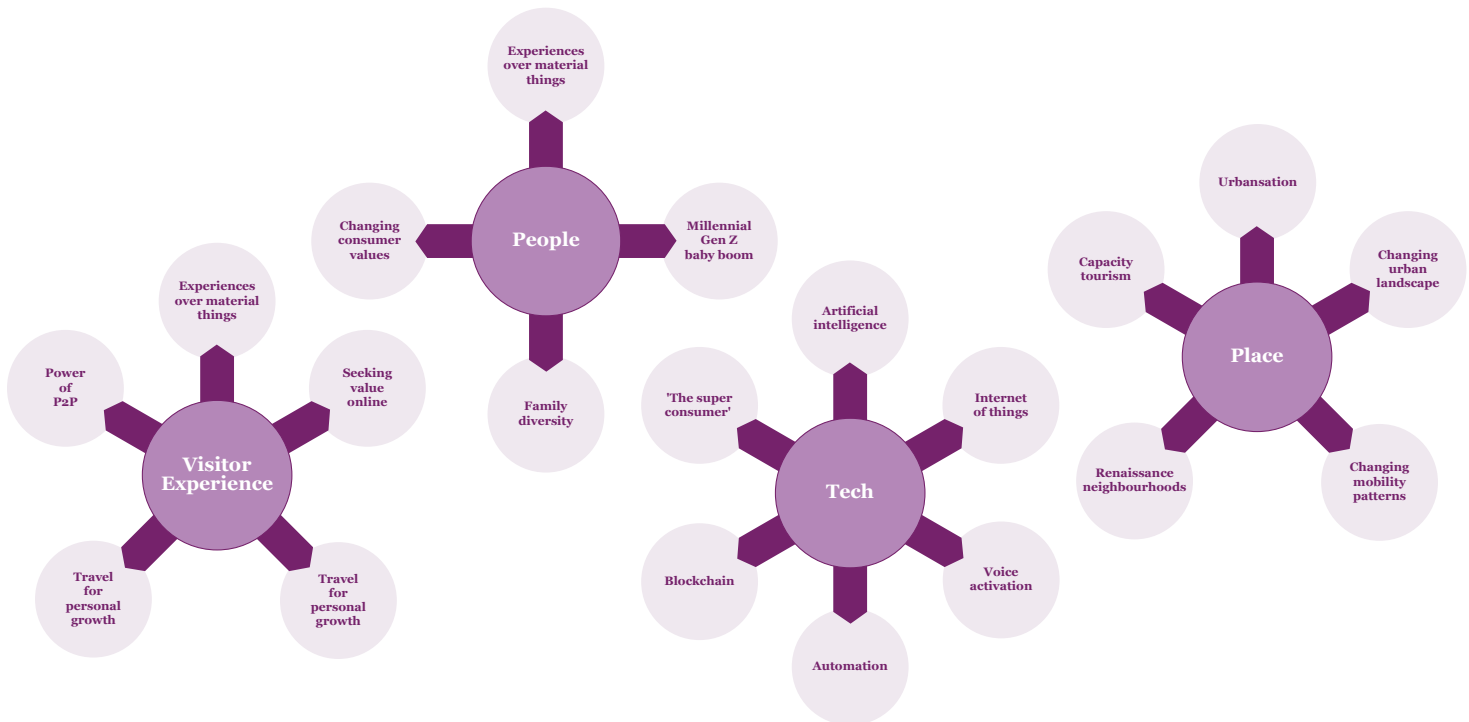 Experiences
over material
things
Changing
consumer
values
People
Millennial
Gen Z
baby boom
Family
diversity
Experiences
over material
things
Power
of
P2P
Seeking
value
online
Visitor
Experience
Travel
for
personal
growth
Travel
for
personal
growth
Artificial
intelligence
'The super
consumer'
Internet
of things
Tech
Blockchain
Voice
activation
Automation
Urbansation
Capacity
tourism
Changing
urban
landscape
Place
Renaissance
neighbourhoods
Changing
mobility
patterns